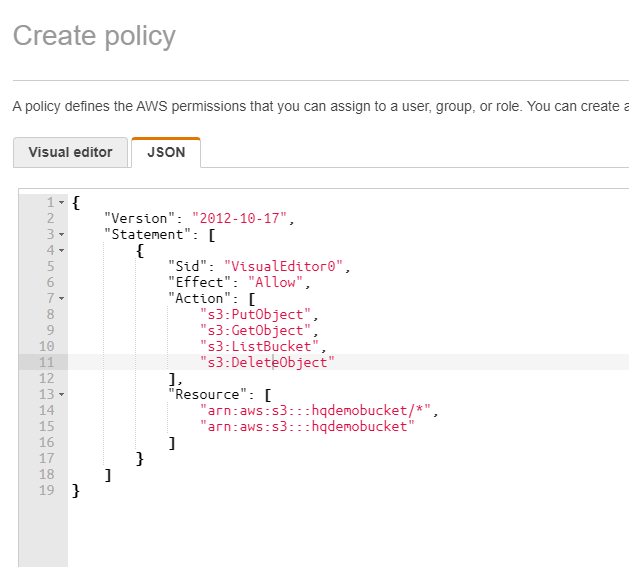 Create policy
A policy defines the AWS permissions that you can assign to a user, group, or role. You can create a
Visual editor JSON
1 {
2 "Version": "2012-10-17",
3 "Statement": [
4 {
5 "Sid": "VisualEditor0",
6 "Effect": "Allow",
7 "Action": [
8 "s3:PutObject",
9 "s3:GetObject",
10 "s3:ListBucket",
11 "s3:DeleteObject"
12 ],
13 "Resource": [
14 "arn:aws:s3:::hqdemobucket/*",
15 "arn:aws:s3:::hqdemobucket"
16 ]
17 }
18 ]
19 }